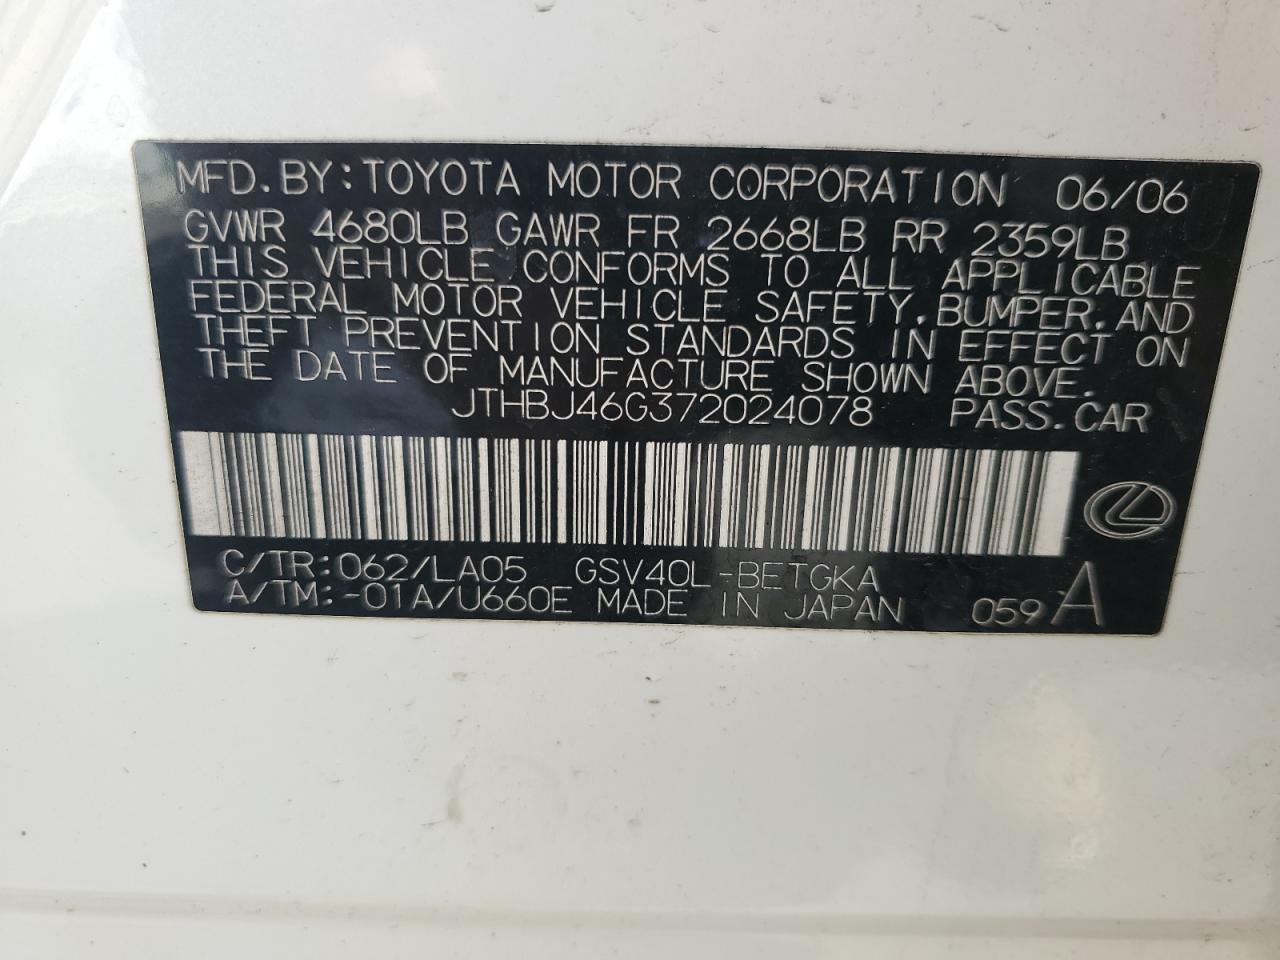 MFD.BY:TOYOTA MOTOR CORPORATION 06/06
GVWR 4680LB GAWR FR 2668LB RR 2359LB
THIS VEHICLE CONFORMS TO ALL APPLICABLE
FEDERAL MOTOR VEHICLE SAFETY,BUMPER,AND
THEFT PREVENTION STANDARDS IN EFFECT ON
THE DATE OF MANUFACTURE SHOWN ABOVE.
JTHBJ46G372024078 PASS.CAR
C/TR:062/LA05 GSV40L-BETGKA
A/TM:-01A/U660E MADE IN JAPAN 059 A